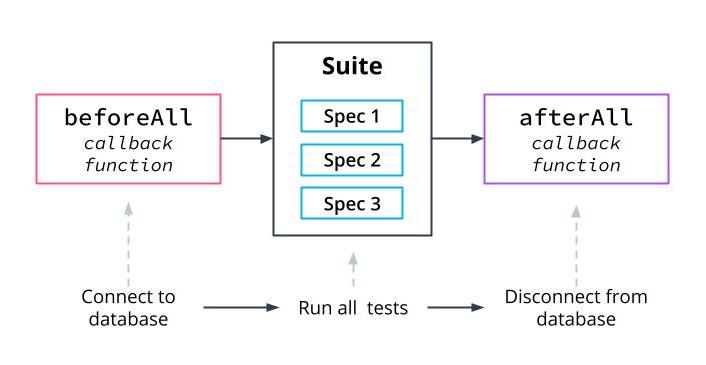 Suite
beforeAll
callback
function
Spec 1
Spec 2
Spec 3
afterAll
callback
function
Connect to
database
Run all tests
Disconnect from
database